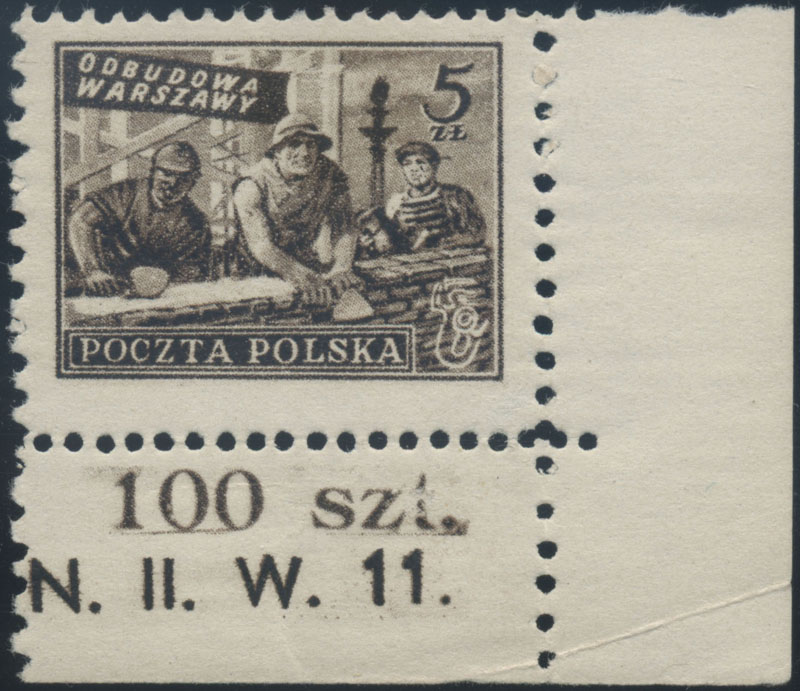 ODBUDOWA
WARSZAWY
5
ZŁ
POCZTA POLSKA
100 szt.
N. II. W. 11.